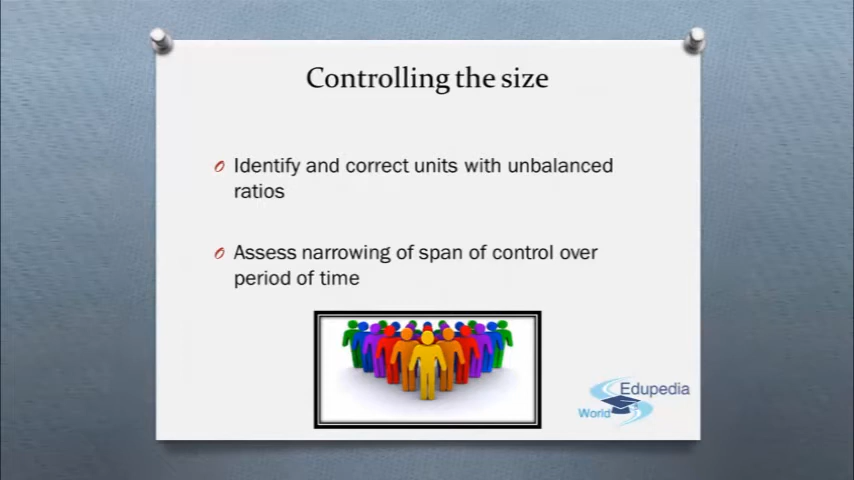 Controlling the size
Identify and correct units with unbalanced
ratios
Assess narrowing of span of control over
period of time
Edupedia
World